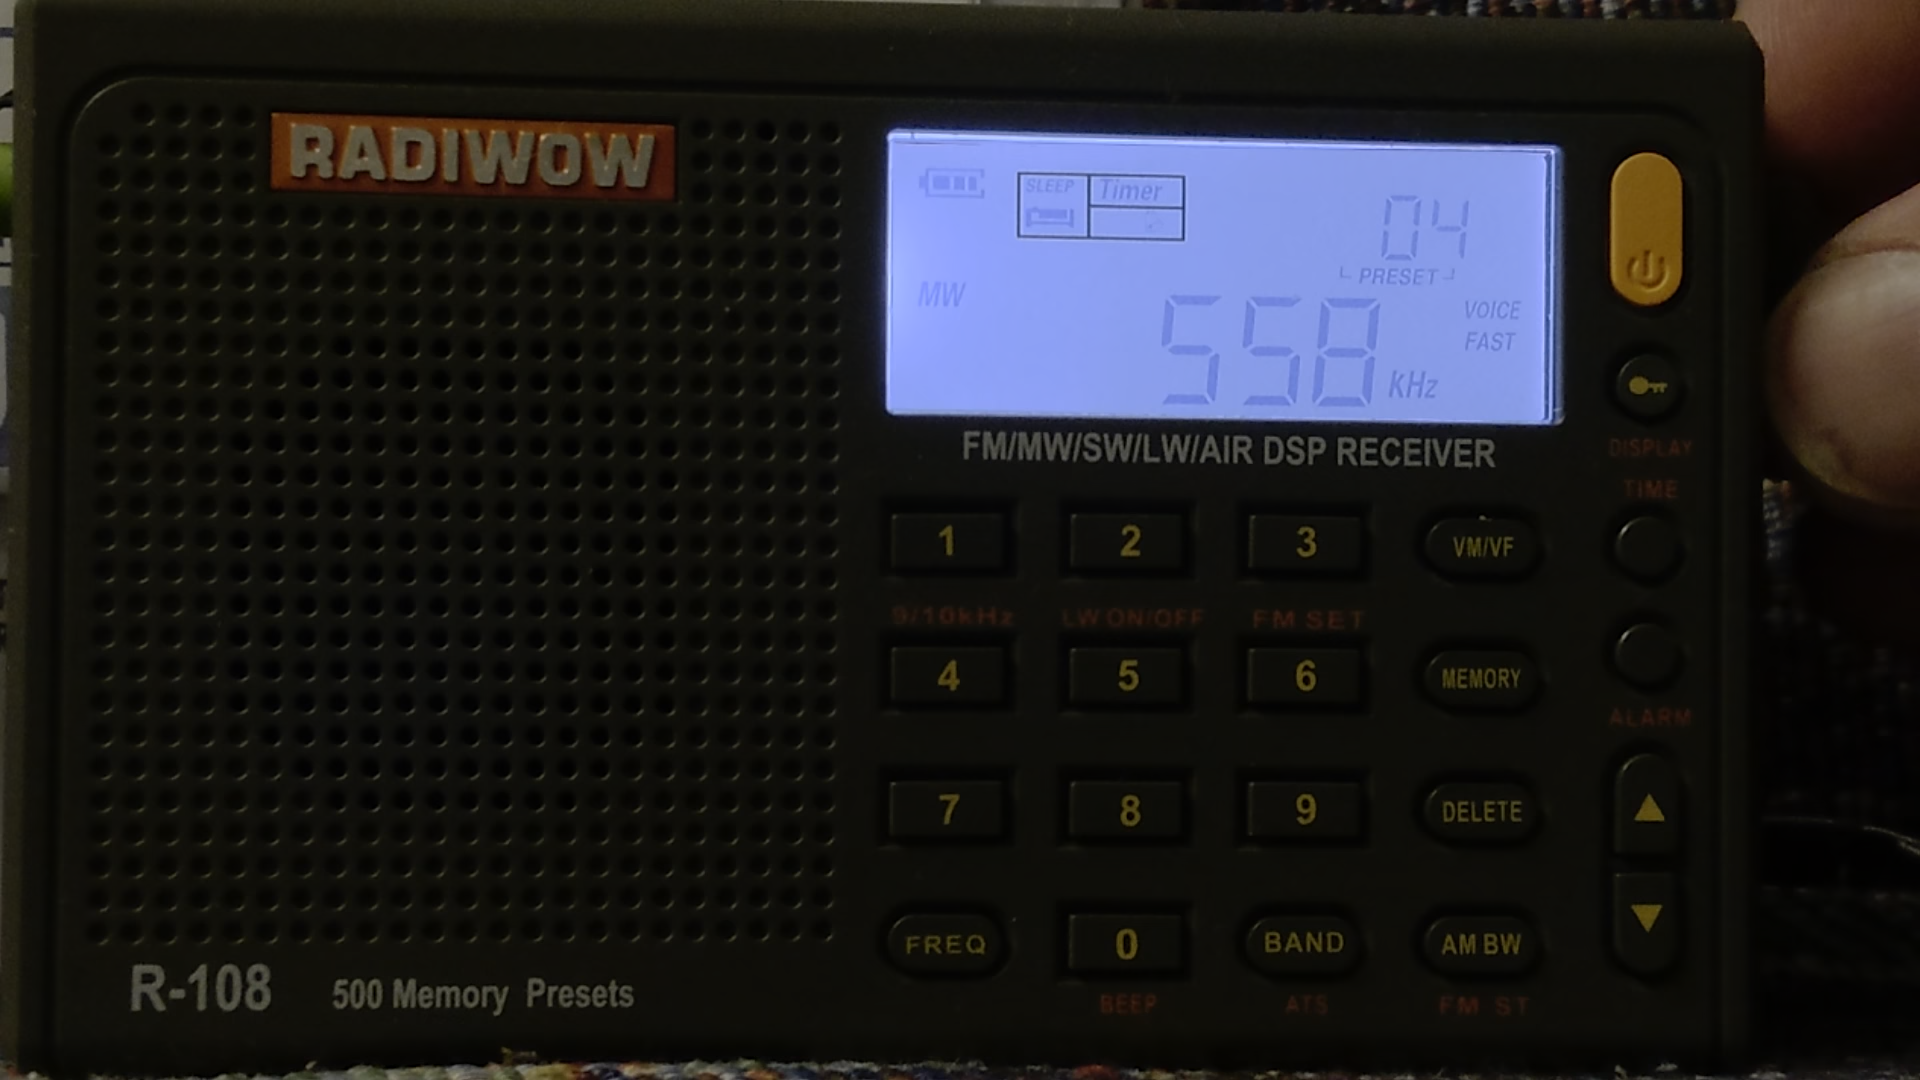 RADIWOW
SLEEP Timer
04
PRESET
MW
558 kHz
VOICE
FAST
FM/MW/SW/LW/AIR DSP RECEIVER
DISPLAY
TIME
1 2 3 VM/VF
9/10kHz LW ON/OFF FM SET
4 5 6 MEMORY
ALARM
7 8 9 DELETE
FREQ 0 BAND AM BW
BEEP ATS FM ST
R-108 500 Memory Presets